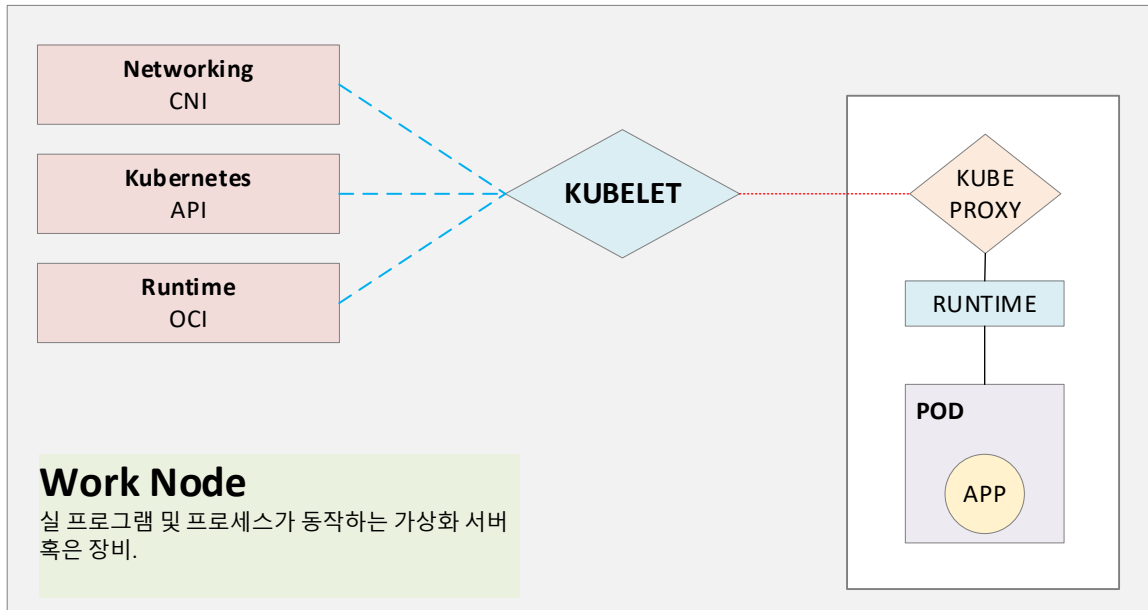 Networking
CNI
Kubernetes
API
Runtime
OCI
KUBELET
KUBE
PROXY
RUNTIME
POD
APP
Work Node
실 프로그램 및 프로세스가 동작하는 가상화 서버
혹은 장비.